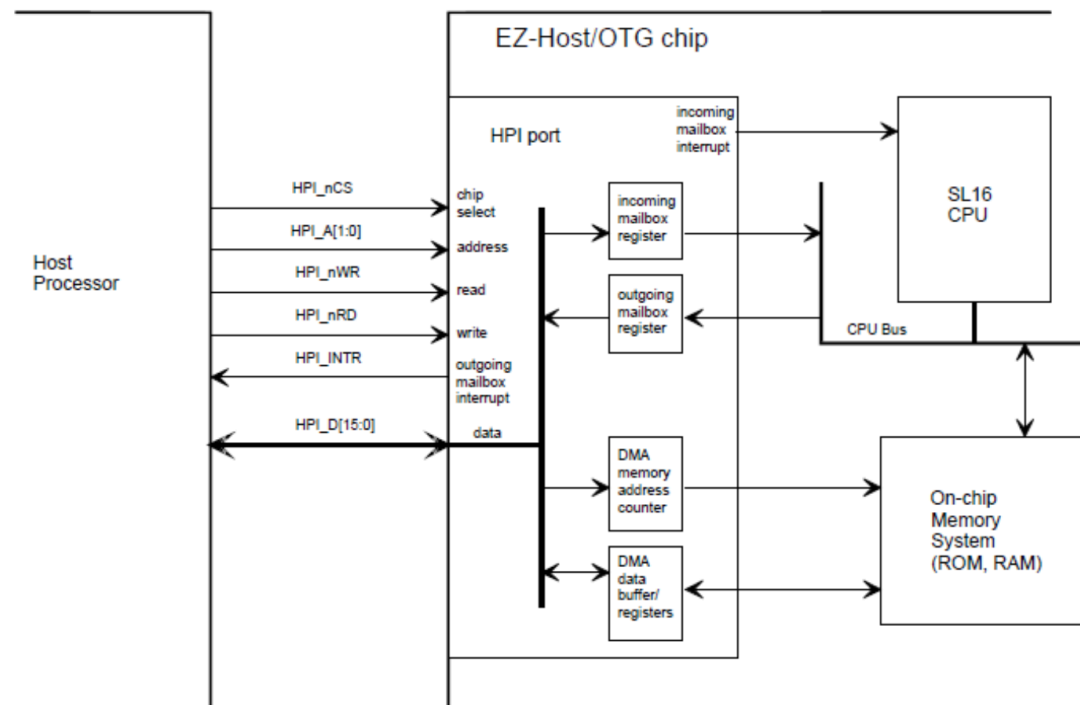 EZ-Host/OTG chip
Host
Processor
HPI_nCS
HPI_A[1:0]
HPI_nWR
HPI_nRD
HPI_INTR
HPI_D[15:0]
HPI port
chip
select
address
read
write
outgoing
mailbox
interrupt
data
incoming
mailbox
interrupt
incoming
mailbox
register
outgoing
mailbox
register
DMA
memory
address
counter
DMA
data
buffer/
registers
SL16
CPU
CPU Bus
On-chip
Memory
System
(ROM, RAM)